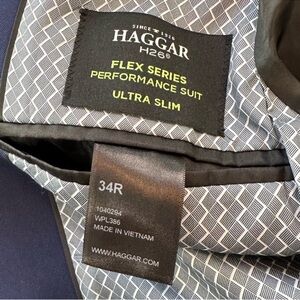 SINCE 1926
HAGGAR
H26®
FLEX SERIES
PERFORMANCE SUIT
ULTRA SLIM
34R
1040294
WPL386
MADE IN VIETNAM
WWW.HAGGAR.COM